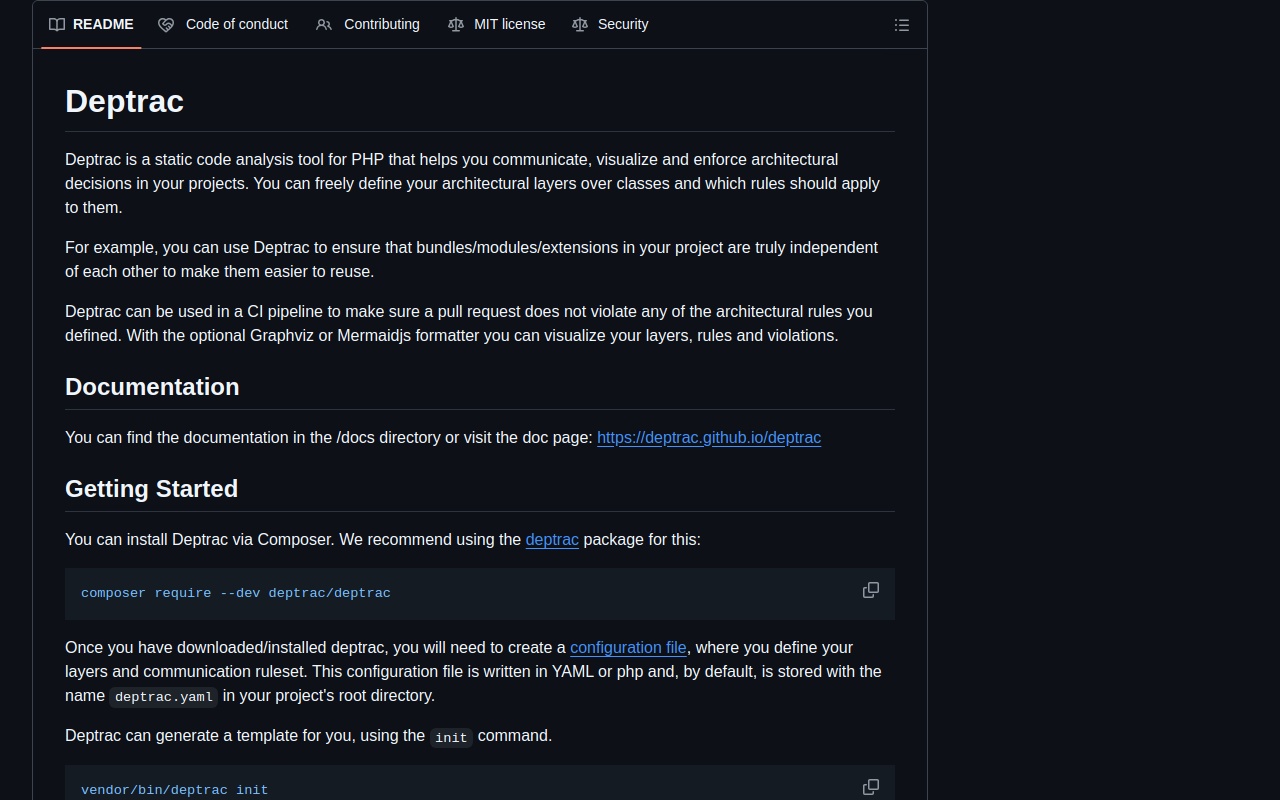 README Code of conduct Contributing MIT license Security
Deptrac
Deptrac is a static code analysis tool for PHP that helps you communicate, visualize and enforce architectural
decisions in your projects. You can freely define your architectural layers over classes and which rules should apply
to them.
For example, you can use Deptrac to ensure that bundles/modules/extensions in your project are truly independent
of each other to make them easier to reuse.
Deptrac can be used in a CI pipeline to make sure a pull request does not violate any of the architectural rules you
defined. With the optional Graphviz or Mermaidjs formatter you can visualize your layers, rules and violations.
Documentation
You can find the documentation in the /docs directory or visit the doc page: https://deptrac.github.io/deptrac
Getting Started
You can install Deptrac via Composer. We recommend using the deptrac package for this:
composer require --dev deptrac/deptrac
Once you have downloaded/installed deptrac, you will need to create a configuration file, where you define your
layers and communication ruleset. This configuration file is written in YAML or php and, by default, is stored with the
name deptrac.yaml in your project's root directory.
Deptrac can generate a template for you, using the init command.
vendor/bin/deptrac init